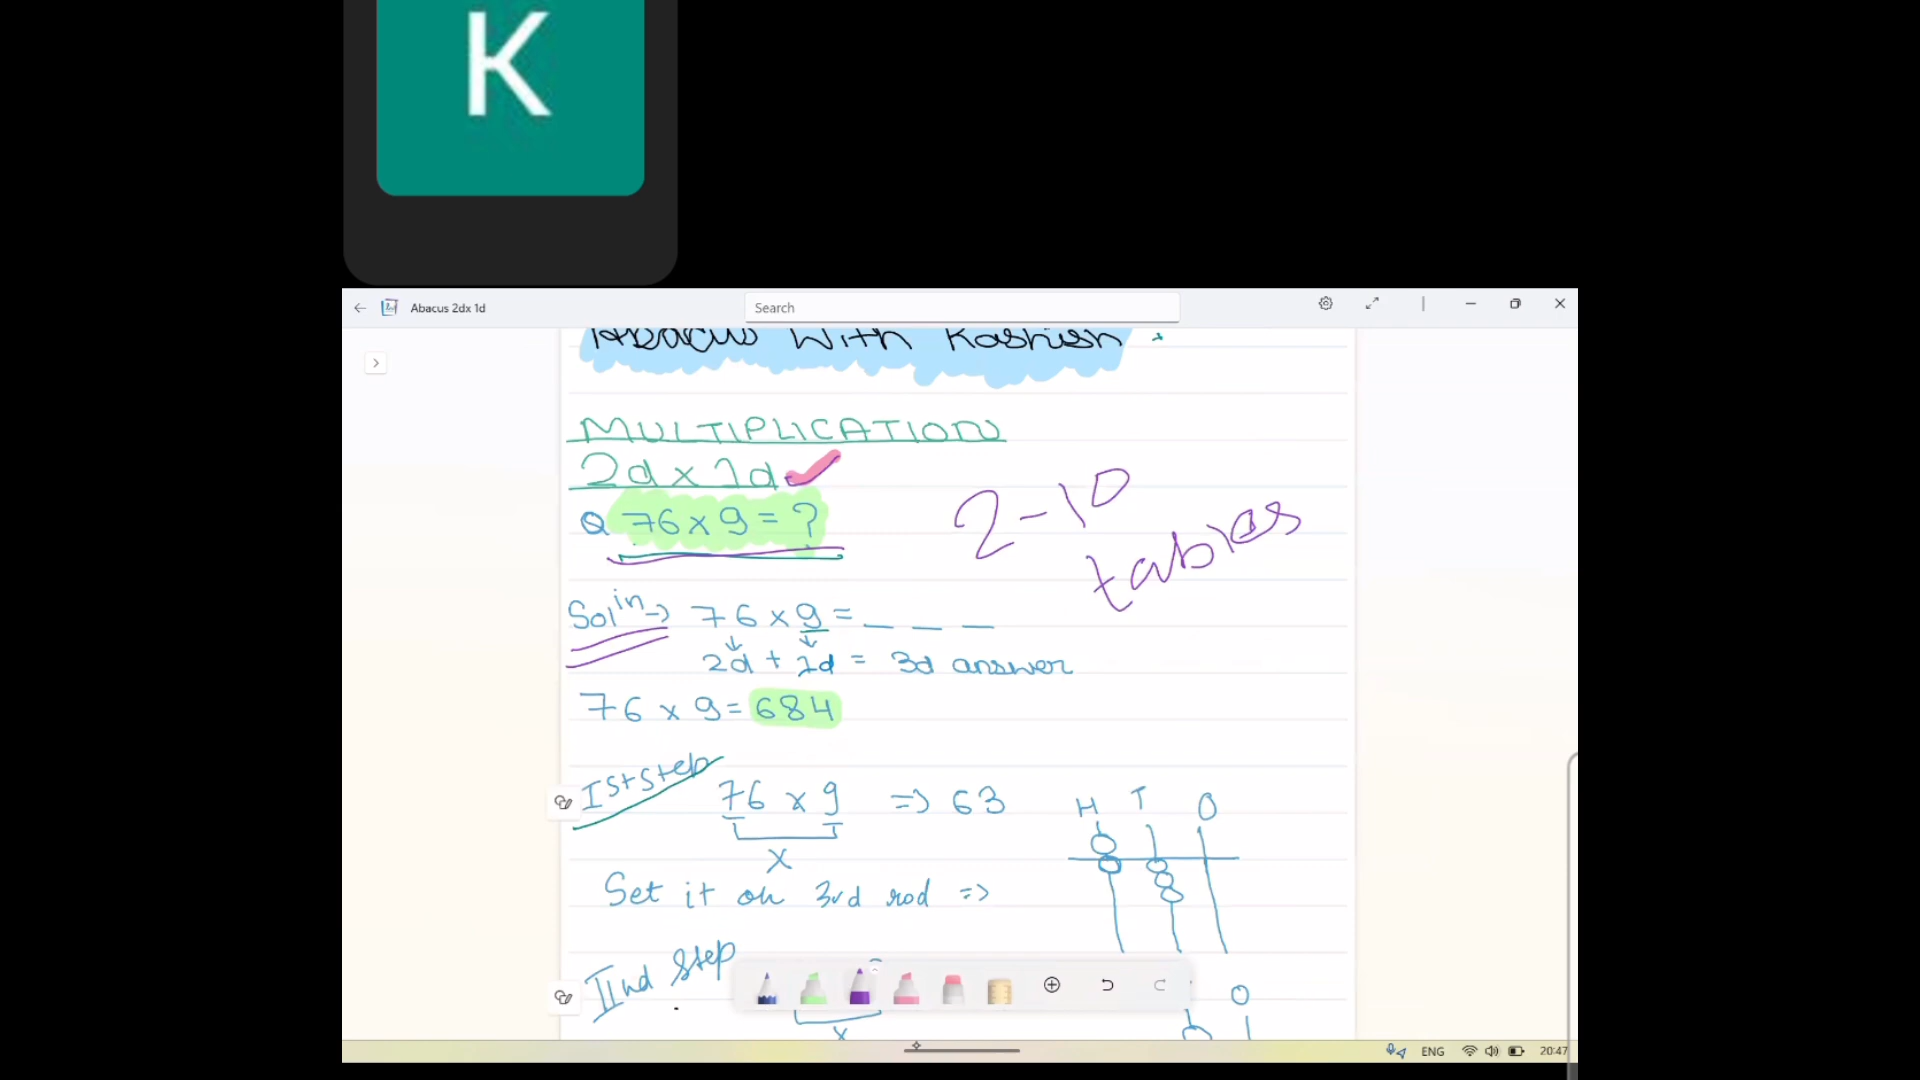 K
Abacus 2dx 1d
Search
Abacus With Kashish
MULTIPLICATION
2d x 1d
Q 76 x 9 = ?
2-10
tables
Sol in → 76 x 9 = _ _ _
2d + 1d = 3d answer
76 x 9 = 684
Ist step
76 x 9 => 63
H T O
x
Set it on 3rd rod =>
IInd Step
O
x
ENG
20:47